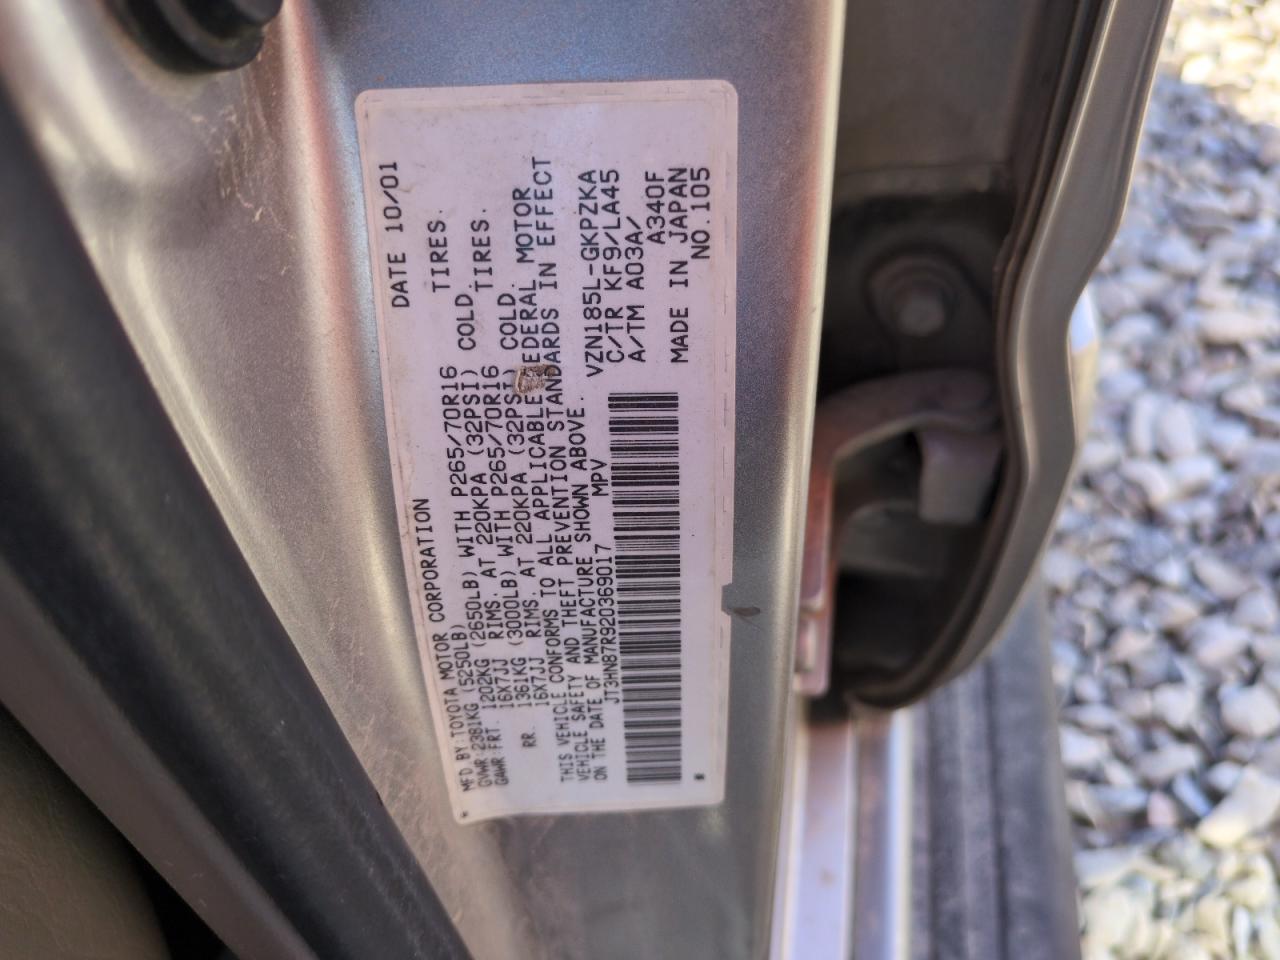 MFD.BY:TOYOTA MOTOR CORPORATION DATE 10/01
GVWR:2381KG (5250LB)
GAWR:FRT. 1202KG (2650LB) WITH P265/70R16 TIRES.
16X7JJ RIMS, AT 220KPA (32PSI) COLD.
RR. 1361KG (3000LB) WITH P265/70R16 TIRES.
16X7JJ RIMS, AT 220KPA (32PSI) COLD.
THIS VEHICLE CONFORMS TO ALL APPLICABLE FEDERAL MOTOR
VEHICLE SAFETY AND THEFT PREVENTION STANDARDS IN EFFECT
ON THE DATE OF MANUFACTURE SHOWN ABOVE.
JT3HN87R920369017 MPV
VZN185L-GKPZKA
C/TR KF9/LA45
A/TM A03A/
A340F
MADE IN JAPAN
NO.105